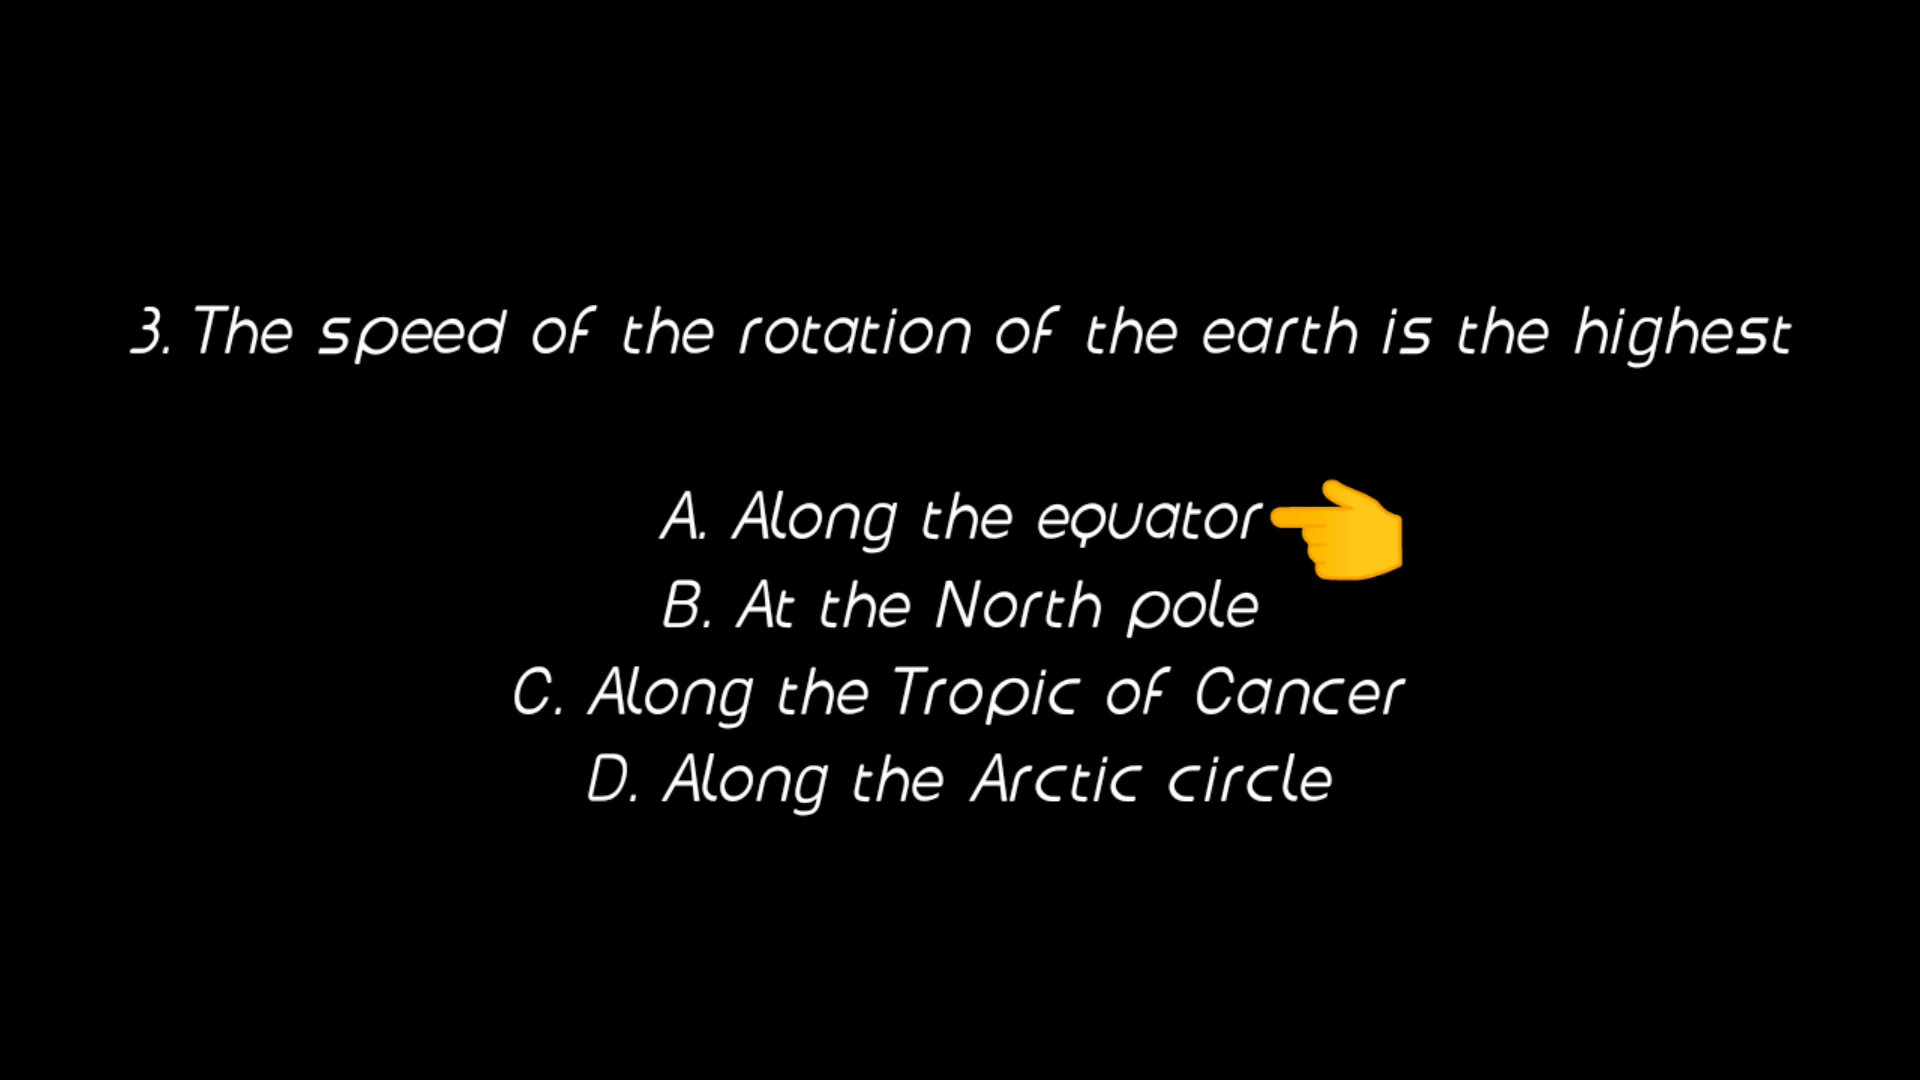 3. The speed of the rotation of the earth is the highest
A. Along the equator
B. At the North pole
C. Along the Tropic of Cancer
D. Along the Arctic circle